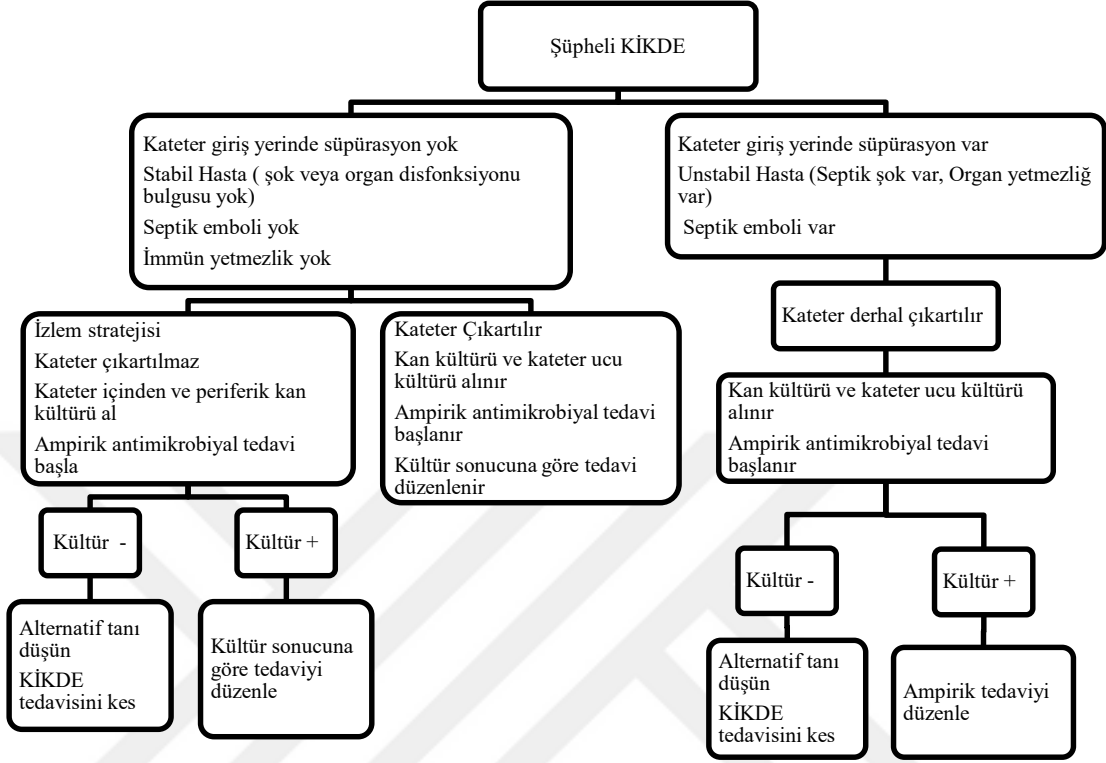 Şüpheli KİKDE
Kateter giriş yerinde süpürasyon yok
Stabil Hasta ( şok veya organ disfonksiyonu
bulgusu yok)
Septik emboli yok
İmmün yetmezlik yok
Kateter giriş yerinde süpürasyon var
Unstabil Hasta (Septik şok var, Organ yetmezliğ
var)
Septik emboli var
İzlem stratejisi
Kateter çıkartılmaz
Kateter içinden ve periferik kan
kültürü al
Ampirik antimikrobiyal tedavi
başla
Kateter Çıkartılır
Kan kültürü ve kateter ucu
kültürü alınır
Ampirik antimikrobiyal tedavi
başlanır
Kültür sonucuna göre tedavi
düzenlenir
Kateter derhal çıkartılır
Kan kültürü ve kateter ucu kültürü
alınır
Ampirik antimikrobiyal tedavi
başlanır
Kültür -
Kültür +
Alternatif tanı
düşün
KİKDE
tedavisini kes
Kültür sonucuna
göre tedaviyi
düzenle
Kültür -
Kültür +
Alternatif tanı
düşün
KİKDE
tedavisini kes
Ampirik tedaviyi
düzenle